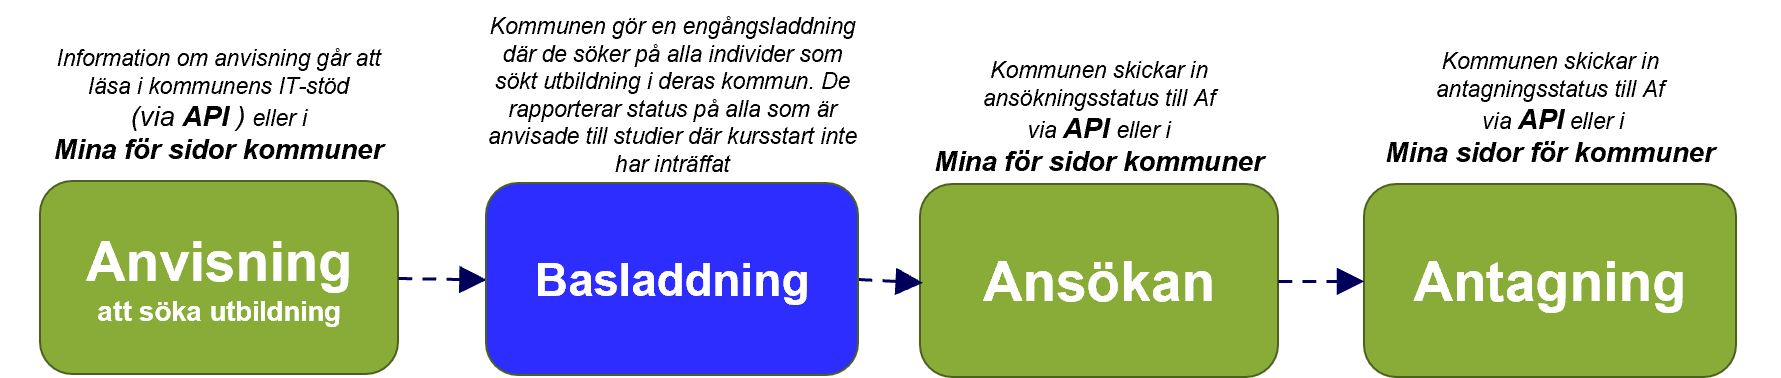 Information om anvisning går att
läsa i kommunens IT-stöd
(via API ) eller i
Mina för sidor kommuner
Anvisning
att söka utbildning
Kommunen gör en engångsladdning
där de söker på alla individer som
sökt utbildning i deras kommun. De
rapporterar status på alla som är
anvisade till studier där kursstart inte
har inträffat
Basladdning
Kommunen skickar in
ansökningsstatus till Af
via API eller i
Mina för sidor kommuner
Ansökan
Kommunen skickar in
antagningsstatus till Af
via API eller i
Mina sidor för kommuner
Antagning